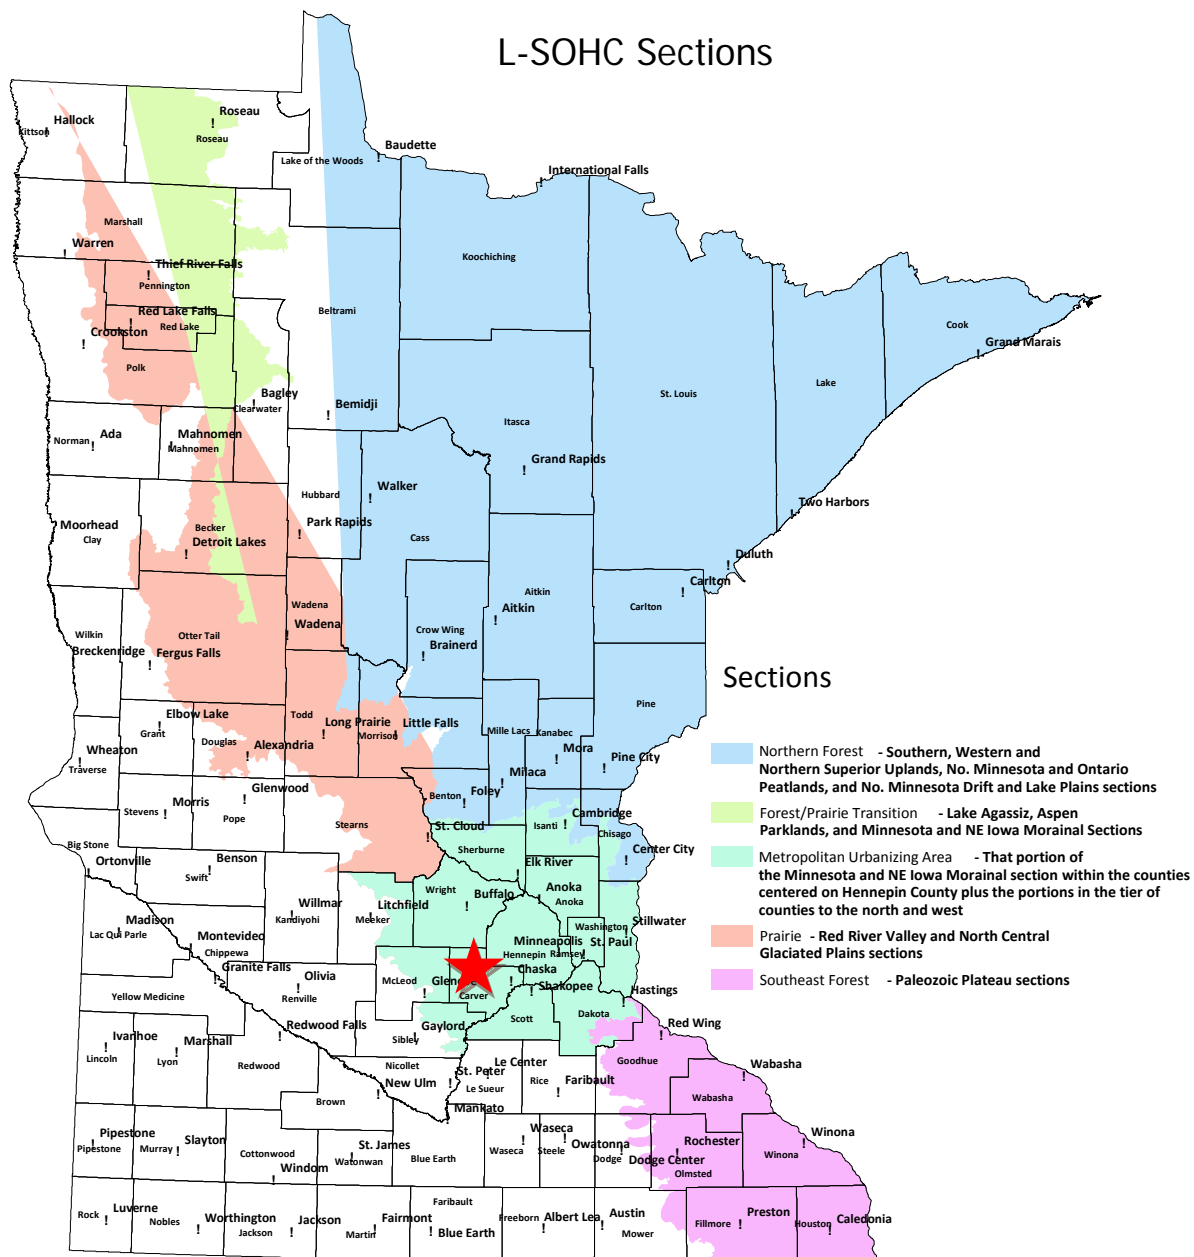 L-SOHC Sections
Hallock
Kittson
Roseau
Roseau
Lake of the Woods
Baudette
International Falls
Marshall
Warren
Thief River Falls
Pennington
Koochiching
Red Lake Falls
Red Lake
Crookston
Beltrami
Cook
Grand Marais
Polk
Lake
St. Louis
Bagley
Clearwater
Bemidji
Itasca
Norman
Ada
Mahnomen
Mahnomen
Grand Rapids
Hubbard
Walker
Two Harbors
Moorhead
Clay
Becker
Detroit Lakes
Park Rapids
Cass
Duluth
Carlton
Carlton
Aitkin
Aitkin
Wadena
Wadena
Crow Wing
Brainerd
Wilkin
Breckenridge
Otter Tail
Fergus Falls
Sections
Pine
Elbow Lake
Grant
Todd
Long Prairie
Morrison
Little Falls
Mille Lacs
Kanabec
Mora
Pine City
Wheaton
Traverse
Douglas
Alexandria
Milaca
Northern Forest - Southern, Western and
Northern Superior Uplands, No. Minnesota and Ontario
Peatlands, and No. Minnesota Drift and Lake Plains sections
Forest/Prairie Transition - Lake Agassiz, Aspen
Parklands, and Minnesota and NE Iowa Morainal Sections
Metropolitan Urbanizing Area - That portion of
the Minnesota and NE Iowa Morainal section within the counties
centered on Hennepin County plus the portions in the tier of
counties to the north and west
Prairie - Red River Valley and North Central
Glaciated Plains sections
Southeast Forest - Paleozoic Plateau sections
Glenwood
Pope
Morris
Stevens
Benton
Foley
Stearns
St. Cloud
Sherburne
Isanti
Cambridge
Chisago
Center City
Big Stone
Ortonville
Benson
Swift
Elk River
Wright
Buffalo
Anoka
Anoka
Willmar
Kandiyohi
Litchfield
Meeker
Washington
Stillwater
Madison
Lac Qui Parle
Montevideo
Chippewa
Minneapolis
Hennepin
Ramsey
St. Paul
Granite Falls
Yellow Medicine
Olivia
Renville
McLeod
Carver
Chaska
Shakopee
Scott
Dakota
Hastings
Gaylord
Sibley
Red Wing
Ivanhoe
Lincoln
Marshall
Lyon
Redwood Falls
Redwood
Nicollet
New Ulm
St. Peter
Le Center
Le Sueur
Rice
Faribault
Goodhue
Wabasha
Wabasha
Brown
Mankato
Pipestone
Pipestone
Slayton
Murray
Cottonwood
Windom
St. James
Watonwan
Blue Earth
Waseca
Waseca
Owatonna
Steele
Dodge
Dodge Center
Rochester
Olmsted
Winona
Winona
Rock
Luverne
Nobles
Worthington
Jackson
Jackson
Fairmont
Martin
Faribault
Blue Earth
Freeborn
Albert Lea
Austin
Mower
Fillmore
Preston
Houston
Caledonia